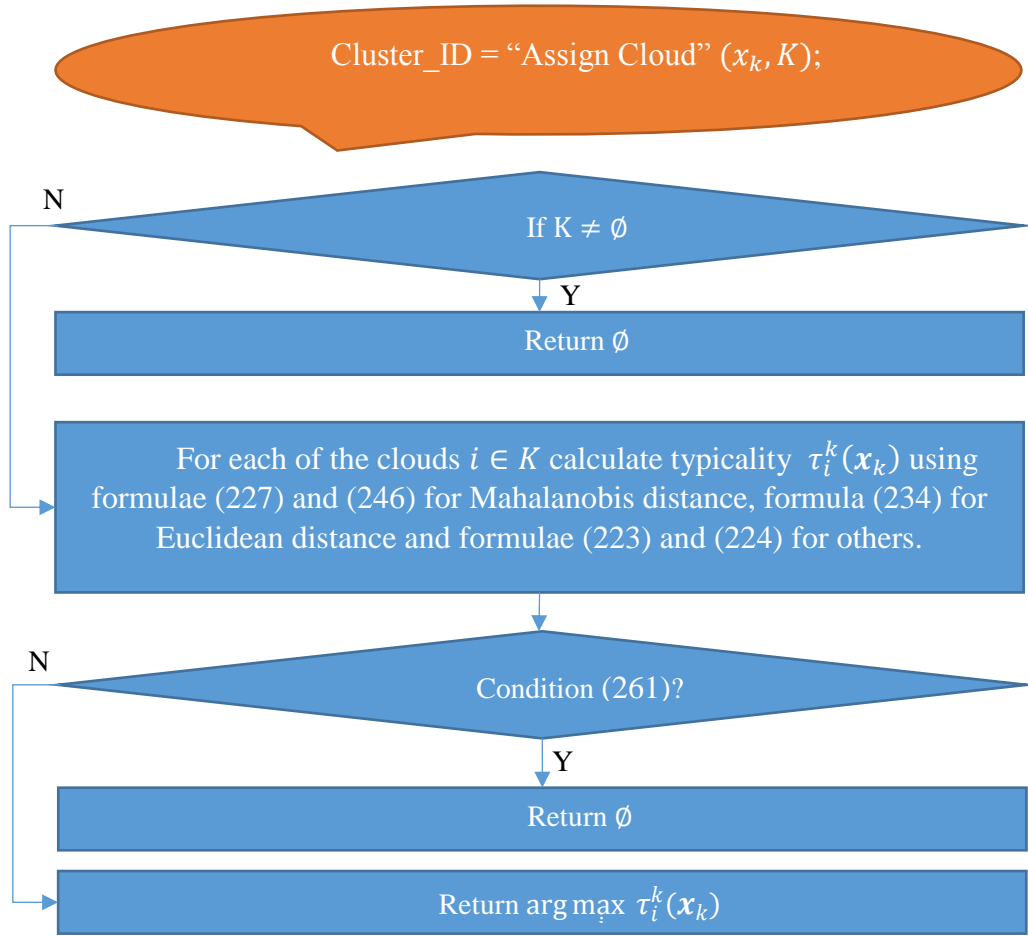 Cluster_ID = “Assign Cloud” (x_k, K);
N
If K ≠ ∅
Y
Return ∅
For each of the clouds i ∈ K calculate typicality τ_i^k(x_k) using
formulae (227) and (246) for Mahalanobis distance, formula (234) for
Euclidean distance and formulae (223) and (224) for others.
N
Condition (261)?
Y
Return ∅
Return arg max τ_i^k(x_k)